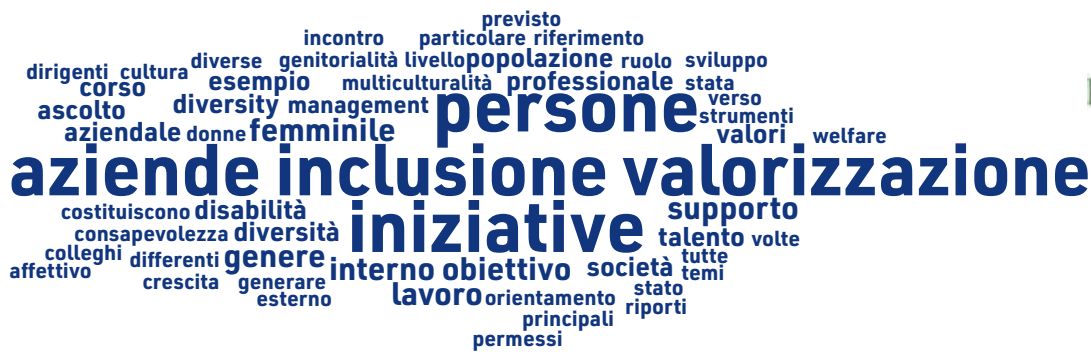 previsto
incontro particolare riferimento
diverse genitorialità livello popolazione ruolo sviluppo
dirigenti cultura
corso esempio multiculturalità professionale stata
ascolto diversity management persone verso
strumenti
aziendale donne femminile valori welfare
aziende inclusione valorizzazione
costituiscono disabilità iniziative supporto
consapevolezza diversità talento volte
colleghi differenti genere interno obiettivo società tutte
affettivo temi
crescita generare lavoro orientamento stato
esterno riporti
principali
permessi